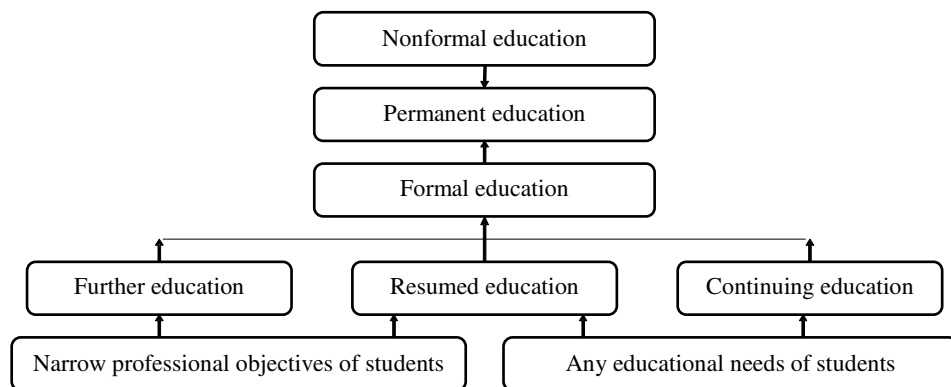 Nonformal education
Permanent education
Formal education
Further education
Resumed education
Continuing education
Narrow professional objectives of students
Any educational needs of students